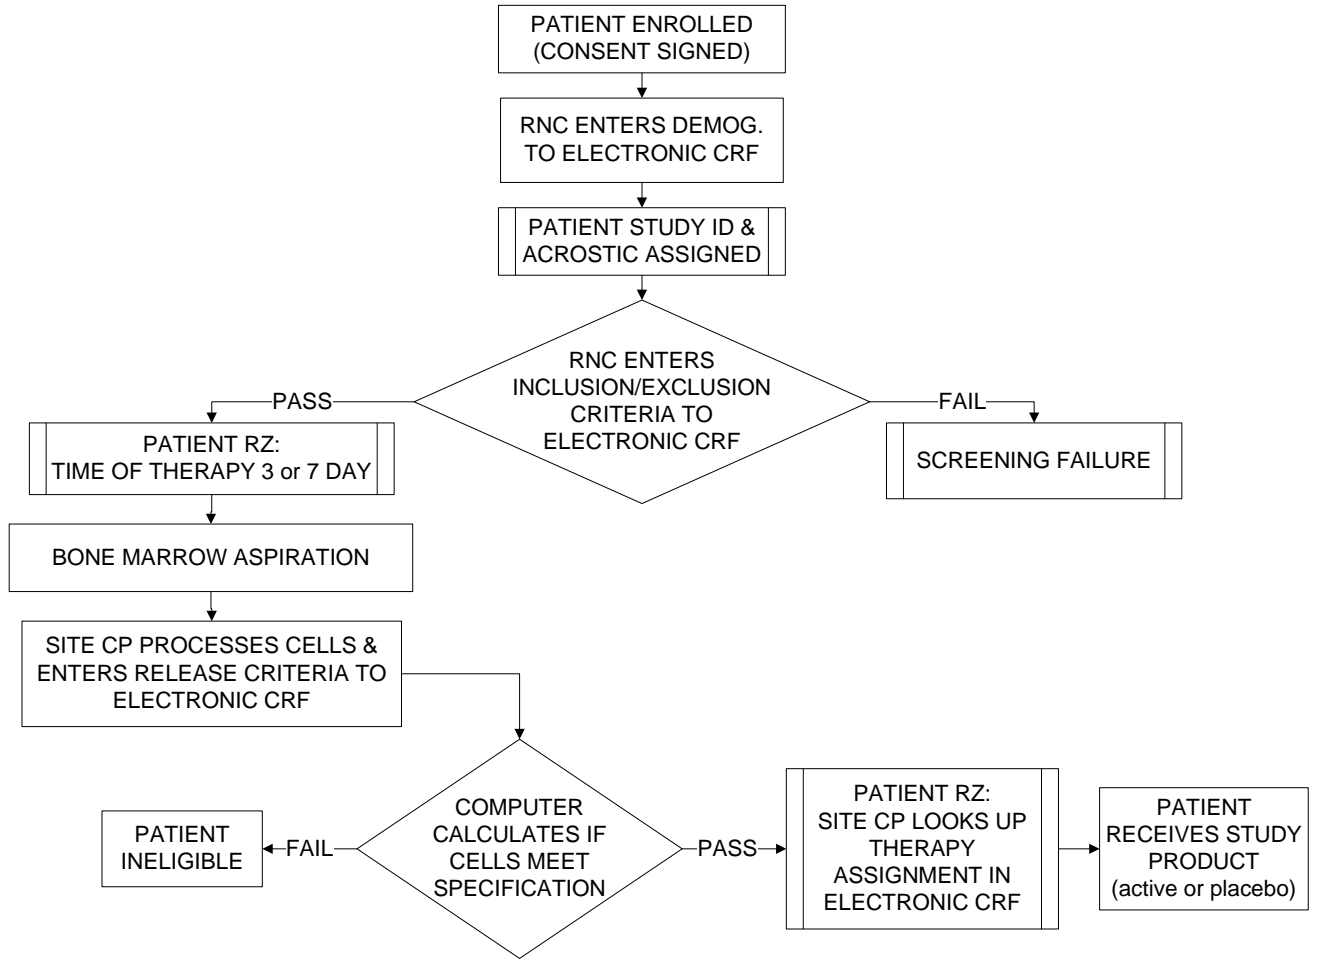 PATIENT ENROLLED
(CONSENT SIGNED)
RNC ENTERS DEMOG.
TO ELECTRONIC CRF
PATIENT STUDY ID &
ACROSTIC ASSIGNED
RNC ENTERS
INCLUSION/EXCLUSION
CRITERIA TO
ELECTRONIC CRF
PASS
FAIL
PATIENT RZ:
TIME OF THERAPY 3 or 7 DAY
SCREENING FAILURE
BONE MARROW ASPIRATION
SITE CP PROCESSES CELLS &
ENTERS RELEASE CRITERIA TO
ELECTRONIC CRF
COMPUTER
CALCULATES IF
CELLS MEET
SPECIFICATION
FAIL
PATIENT
INELIGIBLE
PASS
PATIENT RZ:
SITE CP LOOKS UP
THERAPY
ASSIGNMENT IN
ELECTRONIC CRF
PATIENT
RECEIVES STUDY
PRODUCT
(active or placebo)